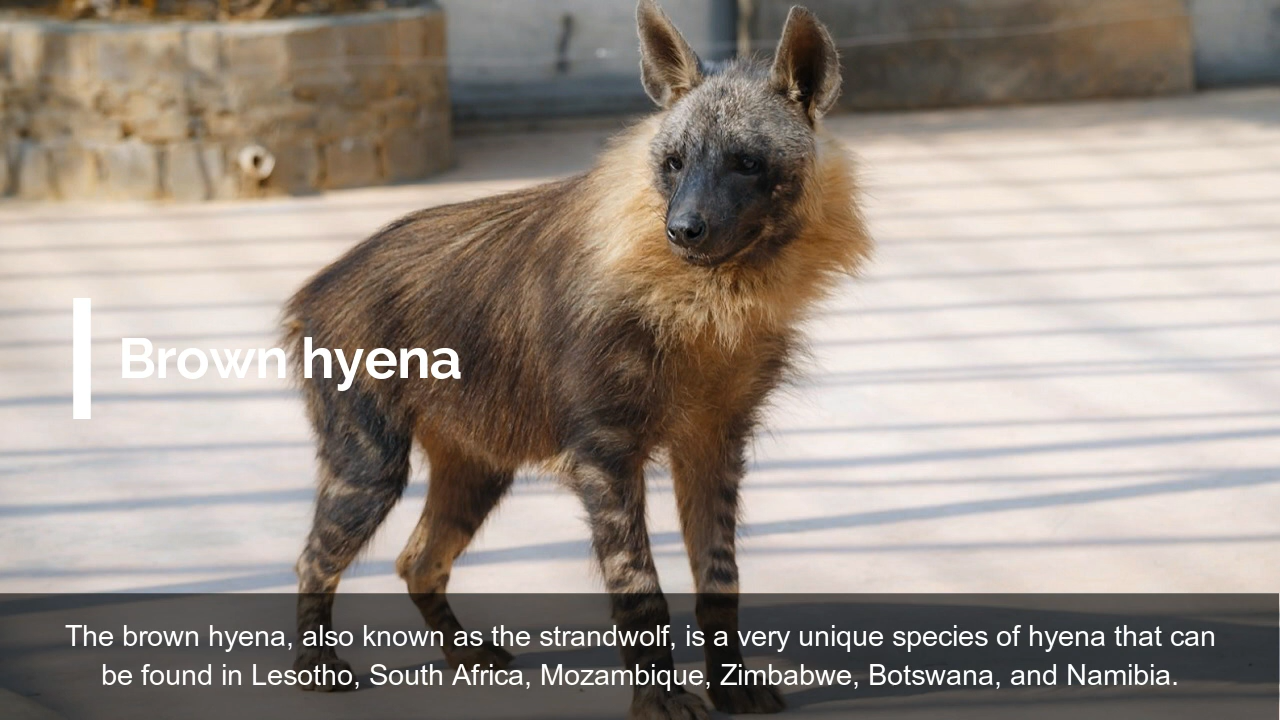 Brown hyena
The brown hyena, also known as the strandwolf, is a very unique species of hyena that can
be found in Lesotho, South Africa, Mozambique, Zimbabwe, Botswana, and Namibia.